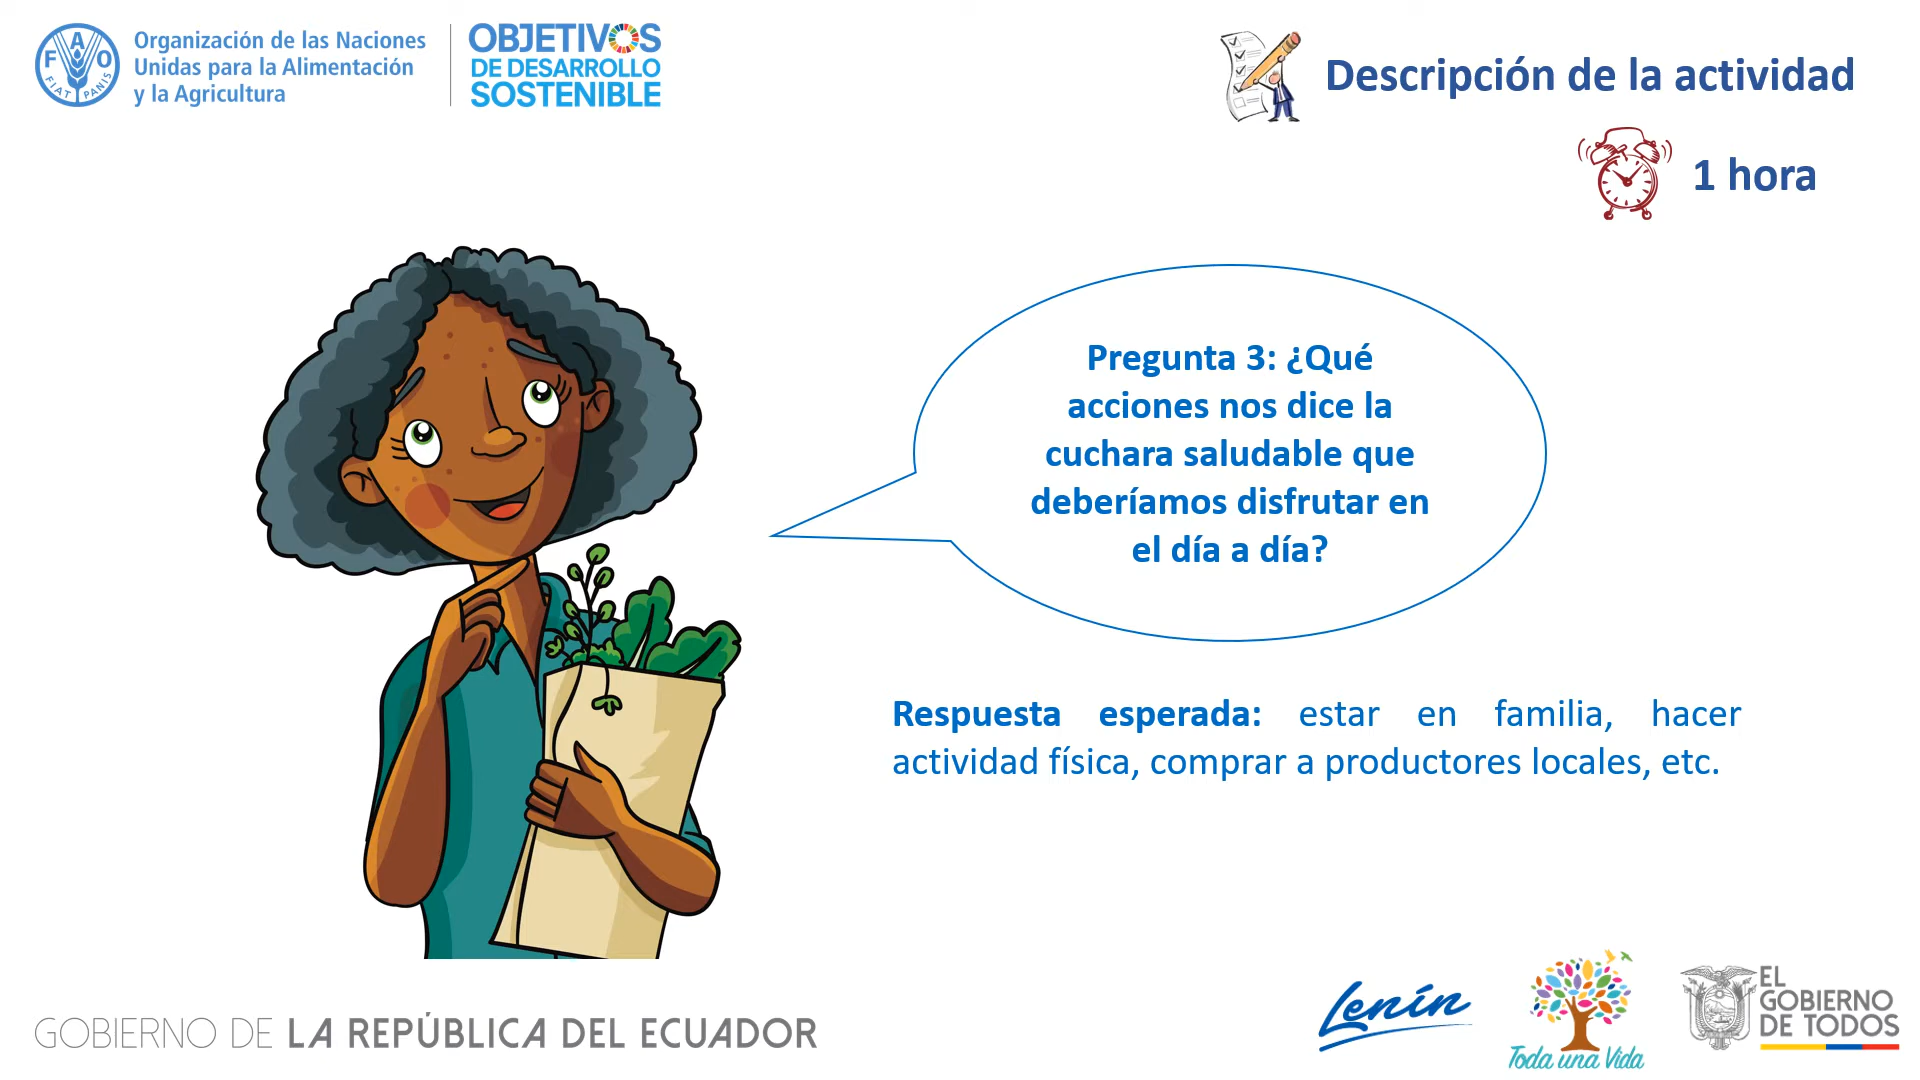 FAO
FIAT PANIS
Organización de las Naciones
Unidas para la Alimentación
y la Agricultura
OBJETIVOS
DE DESARROLLO
SOSTENIBLE
Descripción de la actividad
1 hora
Pregunta 3: ¿Qué
acciones nos dice la
cuchara saludable que
deberíamos disfrutar en
el día a día?
Respuesta esperada: estar en familia, hacer
actividad física, comprar a productores locales, etc.
GOBIERNO DE LA REPÚBLICA DEL ECUADOR
Lenín
Toda una Vida
EL
GOBIERNO
DE TODOS